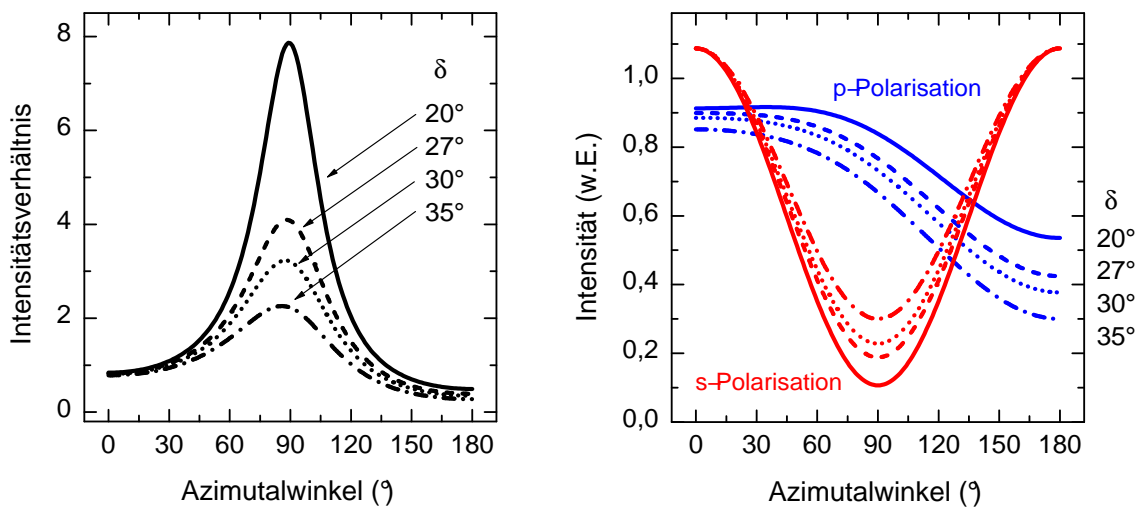 Intensitätsverhältnis
8
6
4
2
0
δ
20°
27°
30°
35°
0 30 60 90 120 150 180
Azimutalwinkel (°)
Intensität (w.E.)
1,0
0,8
0,6
0,4
0,2
0,0
p-Polarisation
s-Polarisation
δ
20°
27°
30°
35°
0 30 60 90 120 150 180
Azimutalwinkel (°)